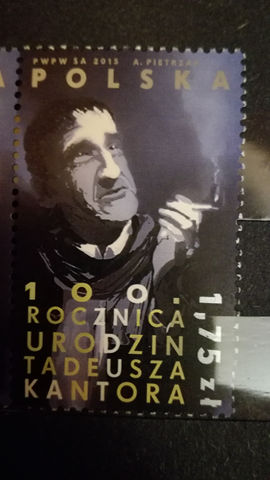 PWPW SA 2015 A. PIETRZAK
POLSKA
100.
ROCZNICA
URODZIN
TADEUSZA
KANTORA
1,75 zł